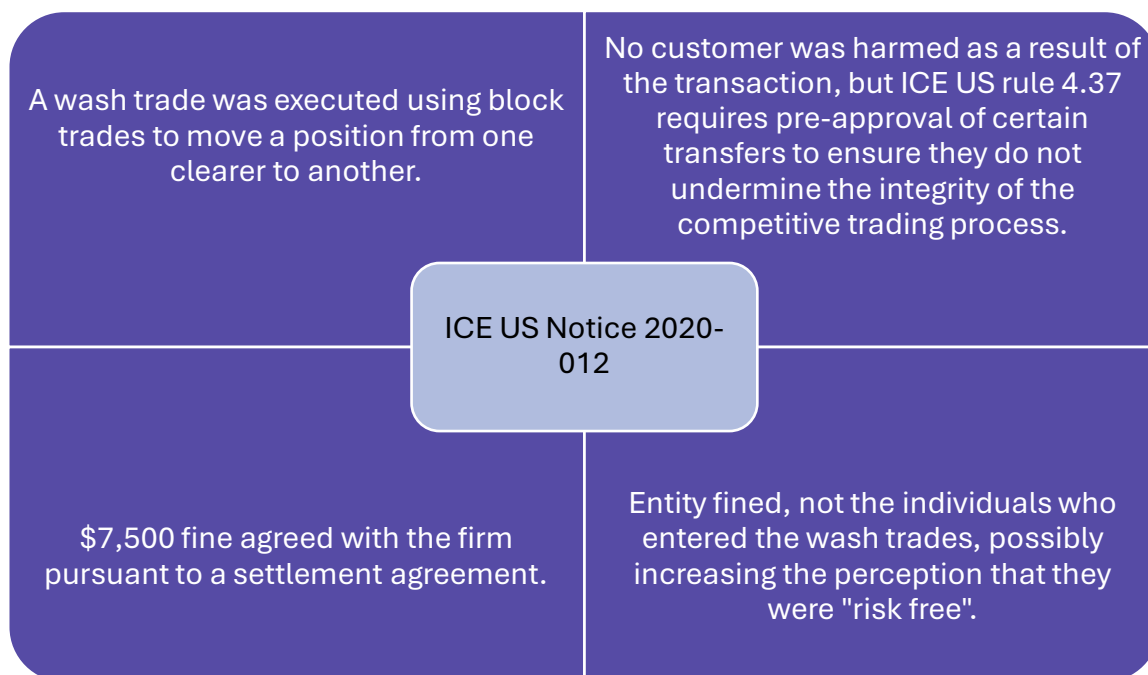 A wash trade was executed using block
trades to move a position from one
clearer to another.
No customer was harmed as a result of
the transaction, but ICE US rule 4.37
requires pre-approval of certain
transfers to ensure they do not
undermine the integrity of the
competitive trading process.
ICE US Notice 2020-
012
$7,500 fine agreed with the firm
pursuant to a settlement agreement.
Entity fined, not the individuals who
entered the wash trades, possibly
increasing the perception that they
were "risk free".